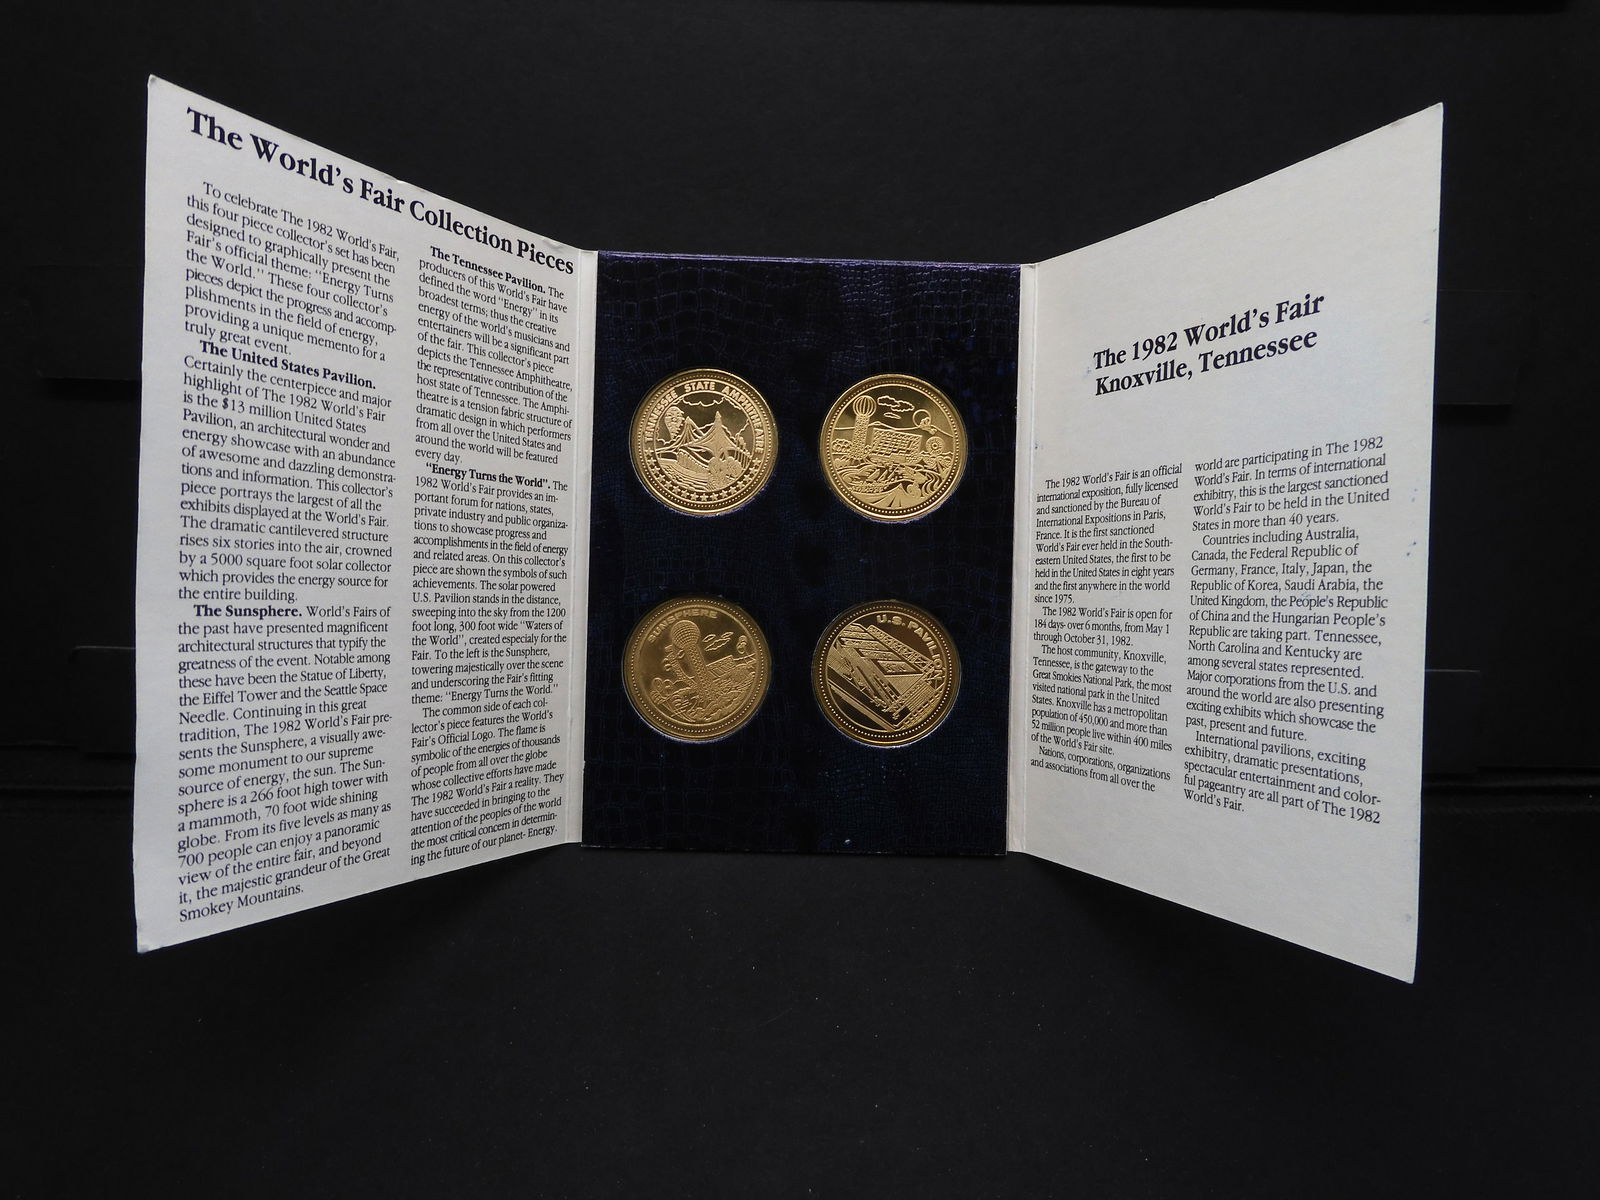 The World's Fair Collection Pieces
To celebrate The 1982 World's Fair,
this four piece collector's set has been
designed to graphically present the
Fair's official theme: "Energy Turns
the World." These four collector's
pieces depict the progress and accomp-
plishments in the field of energy,
providing a unique memento for a
truly great event.
The United States Pavilion.
Certainly the centerpiece and major
highlight of The 1982 World's Fair
is the $13 million United States
Pavilion, an architectural wonder and
energy showcase with an abundance
of awesome and dazzling demonstra-
tions and information. This collector's
piece portrays the largest of all the
exhibits displayed at the World's Fair.
The dramatic cantilevered structure
rises six stories into the air, crowned
by a 5000 square foot solar collector
which provides the energy source for
the entire building.
The Sunsphere. World's Fairs of
the past have presented magnificent
architectural structures that typify the
greatness of the event. Notable among
these have been the Statue of Liberty,
the Eiffel Tower and the Seattle Space
Needle. Continuing in this great
tradition, The 1982 World's Fair pre-
sents the Sunsphere, a visually awe-
some monument to our supreme
source of energy, the sun. The Sun-
sphere is a 266 foot high tower with
a mammoth, 70 foot wide shining
globe. From its five levels as many as
700 people can enjoy a panoramic
view of the entire fair, and beyond
it, the majestic grandeur of the Great
Smokey Mountains.
The Tennessee Pavilion. The
producers of this World's Fair have
defined the word "Energy" in its
broadest terms; thus the creative
energy of the world's musicians and
entertainers will be a significant part
of the fair. This collector's piece
depicts the Tennessee Amphitheatre,
the representative contribution of the
host state of Tennessee. The Amphi-
theatre is a tension fabric structure of
dramatic design in which performers
from all over the United States and
around the world will be featured
every day.
"Energy Turns the World". The
1982 World's Fair provides an im-
portant forum for nations, states,
private industry and public organiza-
tions to showcase progress and
accomplishments in the field of energy
and related areas. On this collector's
piece are shown the symbols of such
achievements. The solar powered
U.S. Pavilion stands in the distance,
sweeping into the sky from the 1200
foot long, 300 foot wide "Waters of
the World", created especialy for the
Fair. To the left is the Sunsphere,
towering majestically over the scene
and underscoring the Fair's fitting
theme: "Energy Turns the World."
The common side of each col-
lector's piece features the World's
Fair's Official Logo. The flame is
symbolic of the energies of thousands
of people from all over the globe
whose collective efforts have made
The 1982 World's Fair a reality. They
have succeeded in bringing to the
attention of the peoples of the world
the most critical concern in determin-
ing the future of our planet- Energy.
TENNESSEE STATE AMPHITHEATRE
SUNSPHERE
U.S. PAVILION
The 1982 World's Fair
Knoxville, Tennessee
The 1982 World's Fair is an official
international exposition, fully licensed
and sanctioned by the Bureau of
International Expositions in Paris,
France. It is the first sanctioned
World's Fair ever held in the South-
eastern United States, the first to be
held in the United States in eight years
and the first anywhere in the world
since 1975.
The 1982 World's Fair is open for
184 days- over 6 months, from May 1
through October 31, 1982.
The host community, Knoxville,
Tennessee, is the gateway to the
Great Smokies National Park, the most
visited national park in the United
States. Knoxville has a metropolitan
population of 450,000 and more than
52 million people live within 400 miles
of the World's Fair site.
Nations, corporations, organizations
and associations from all over the
world are participating in The 1982
World's Fair. In terms of international
exhibitry, this is the largest sanctioned
World's Fair to be held in the United
States in more than 40 years.
Countries including Australia,
Canada, the Federal Republic of
Germany, France, Italy, Japan, the
Republic of Korea, Saudi Arabia, the
United Kingdom, the People's Republic
of China and the Hungarian People's
Republic are taking part. Tennessee,
North Carolina and Kentucky are
among several states represented.
Major corporations from the U.S. and
around the world are also presenting
exciting exhibits which showcase the
past, present and future.
International pavilions, exciting
exhibitry, dramatic presentations,
spectacular entertainment and color-
ful pageantry are all part of The 1982
World's Fair.